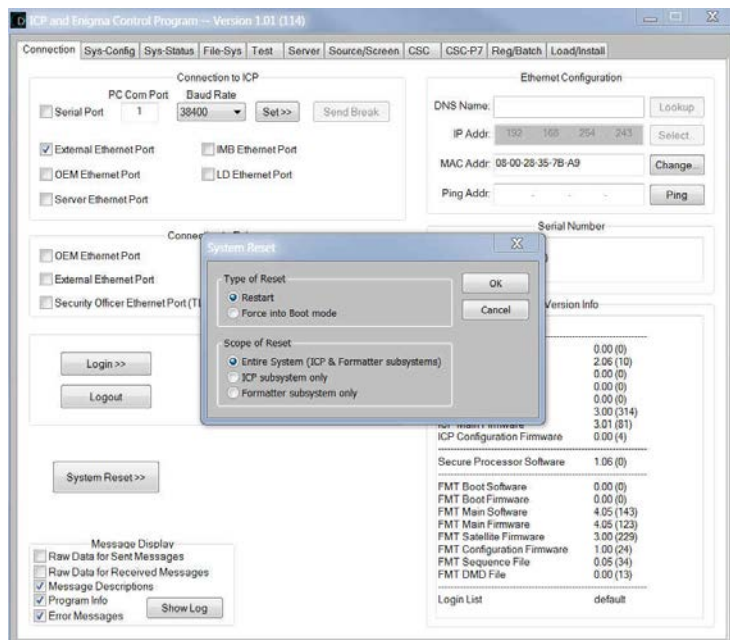 ICP and Enigma Control Program -- Version 1.01 (114)
Connection Sys-Config Sys-Status File-Sys Test Server Source/Screen CSC CSC-P7 Reg/Batch Load/Install
Connection to ICP
PC Com Port Baud Rate
Serial Port 1 38400 Set>> Send Break
External Ethernet Port IMB Ethernet Port
OEM Ethernet Port LD Ethernet Port
Server Ethernet Port
Ethernet Configuration
DNS Name: Lookup
IP Addr: 192 168 254 243 Select..
MAC Addr: 08-00-28-35-7B-A9 Change...
Ping Addr: . . . Ping
OEM Ethernet Port
External Ethernet Port
Security Officer Ethernet Port
Serial Number
System Reset
Type of Reset
Restart
Force into Boot mode
Scope of Reset
Entire System (ICP & Formatter subsystems)
ICP subsystem only
Formatter subsystem only
OK
Cancel
Login >>
Logout
System Reset >>
Version Info
0.00 (0)
2.06 (10)
0.00 (0)
0.00 (0)
0.00 (0)
3.00 (314)
ICP Main Firmware 3.01 (81)
ICP Configuration Firmware 0.00 (4)
Secure Processor Software 1.06 (0)
FMT Boot Software 0.00 (0)
FMT Boot Firmware 0.00 (0)
FMT Main Software 4.05 (143)
FMT Main Firmware 4.05 (123)
FMT Satellite Firmware 3.00 (229)
FMT Configuration Firmware 1.00 (24)
FMT Sequence File 0.05 (34)
FMT DMD File 0.00 (13)
Login List default
Message Display
Raw Data for Sent Messages
Raw Data for Received Messages
Message Descriptions
Program Info
Error Messages
Show Log